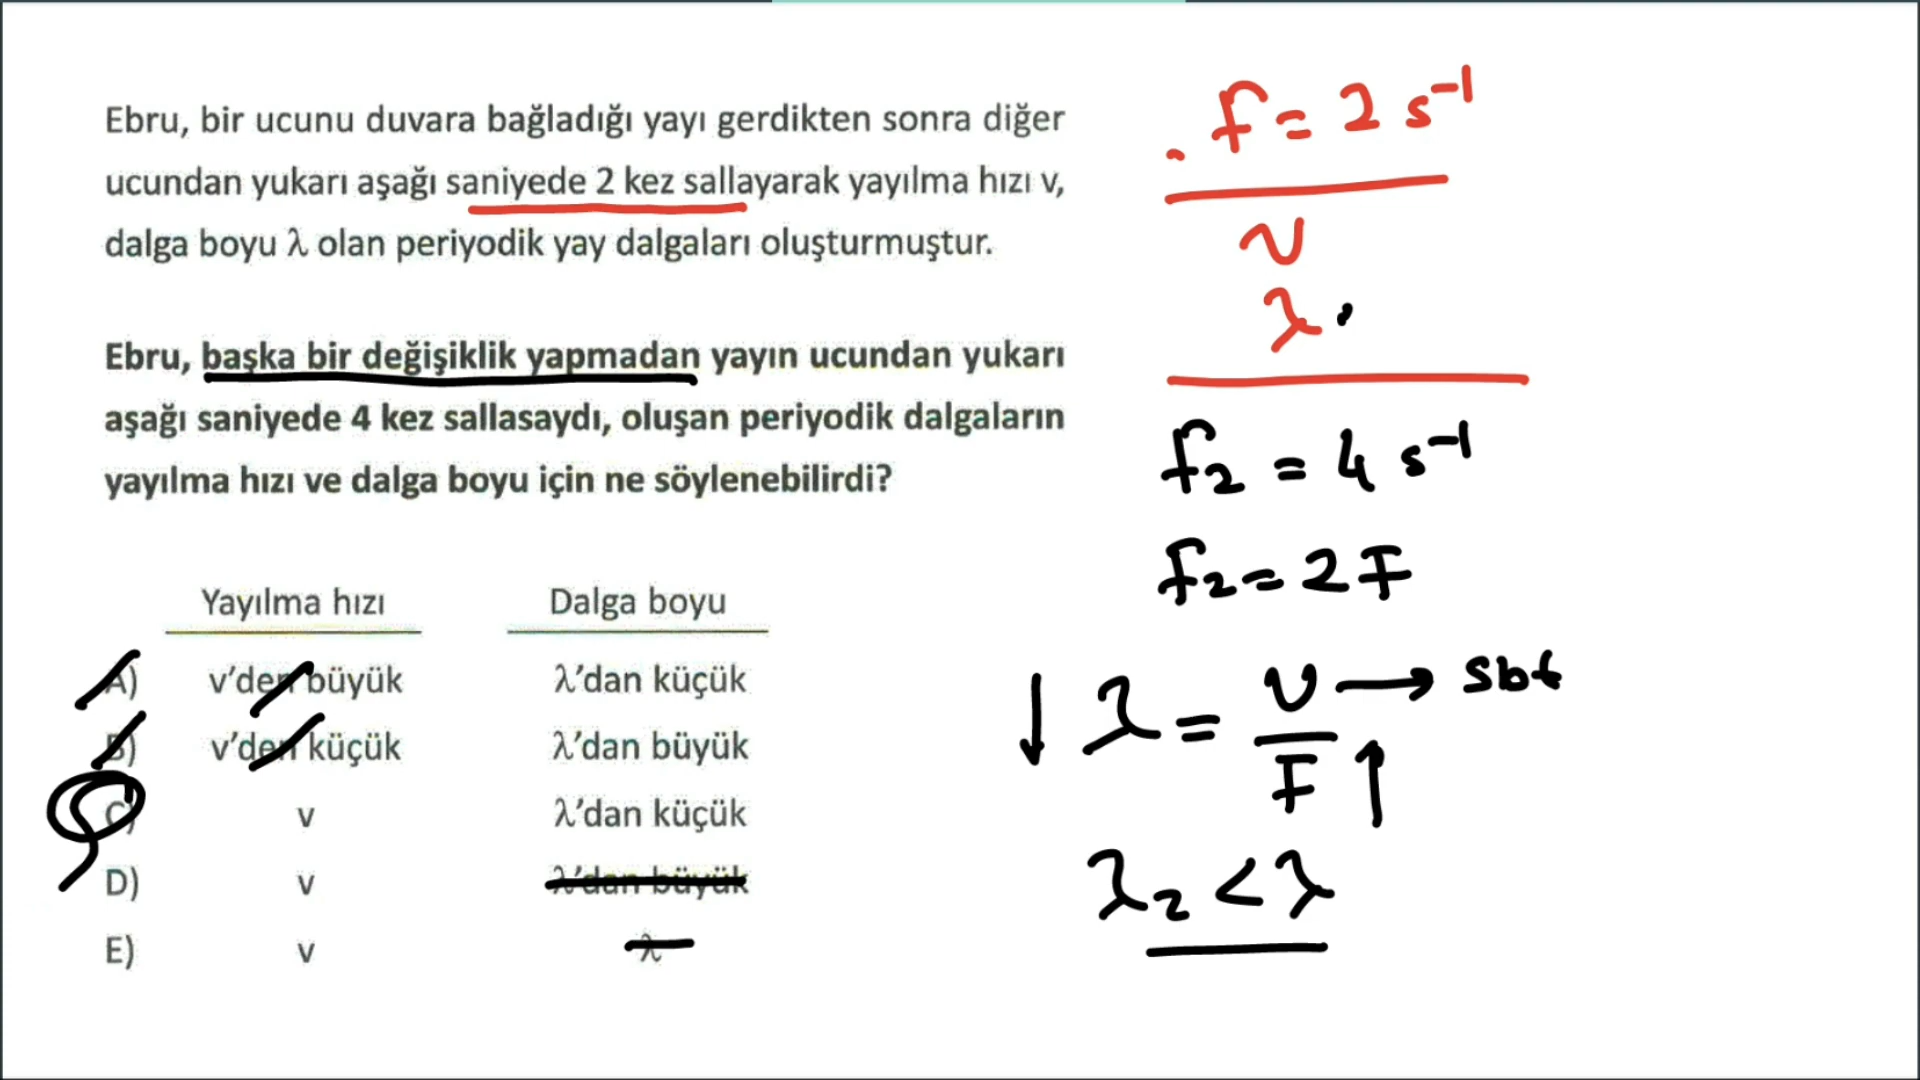 Ebru, bir ucunu duvara bağladığı yayı gerdikten sonra diğer
ucundan yukarı aşağı saniyede 2 kez sallayarak yayılma hızı v,
dalga boyu λ olan periyodik yay dalgaları oluşturmuştur.
Ebru, başka bir değişiklik yapmadan yayın ucundan yukarı
aşağı saniyede 4 kez sallasaydı, oluşan periyodik dalgaların
yayılma hızı ve dalga boyu için ne söylenebilirdi?
Yayılma hızı Dalga boyu
A) v'den büyük λ'dan küçük
B) v'den küçük λ'dan büyük
C) v λ'dan küçük
D) v λ'dan büyük
E) v λ
f = 2 s⁻¹
v
λ
f₂ = 4 s⁻¹
f₂ = 2F
↓ λ = v/F ↑ → sbt
λ₂ < λ